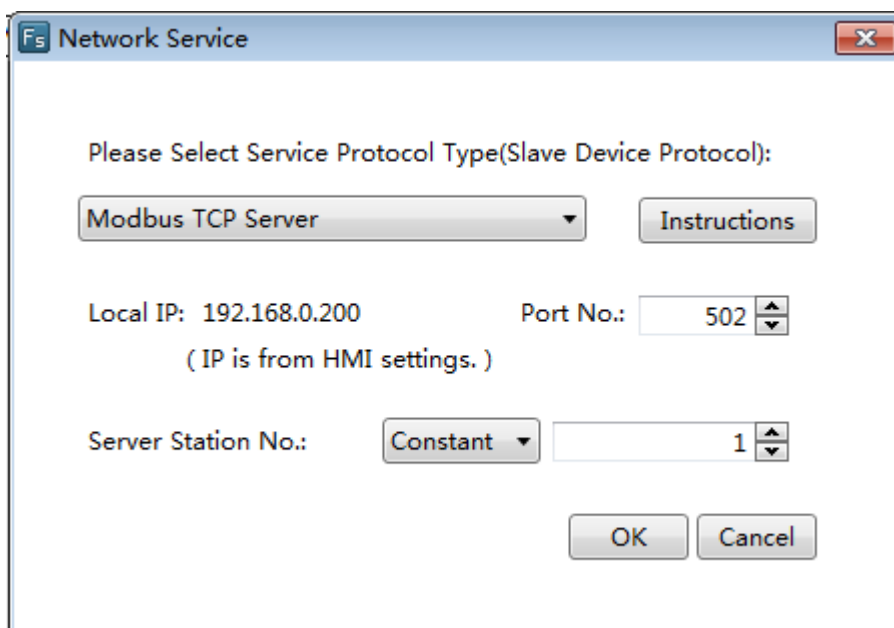 Fs Network Service
Please Select Service Protocol Type(Slave Device Protocol):
Modbus TCP Server Instructions
Local IP: 192.168.0.200 Port No.: 502
( IP is from HMI settings. )
Server Station No.: Constant 1
OK Cancel